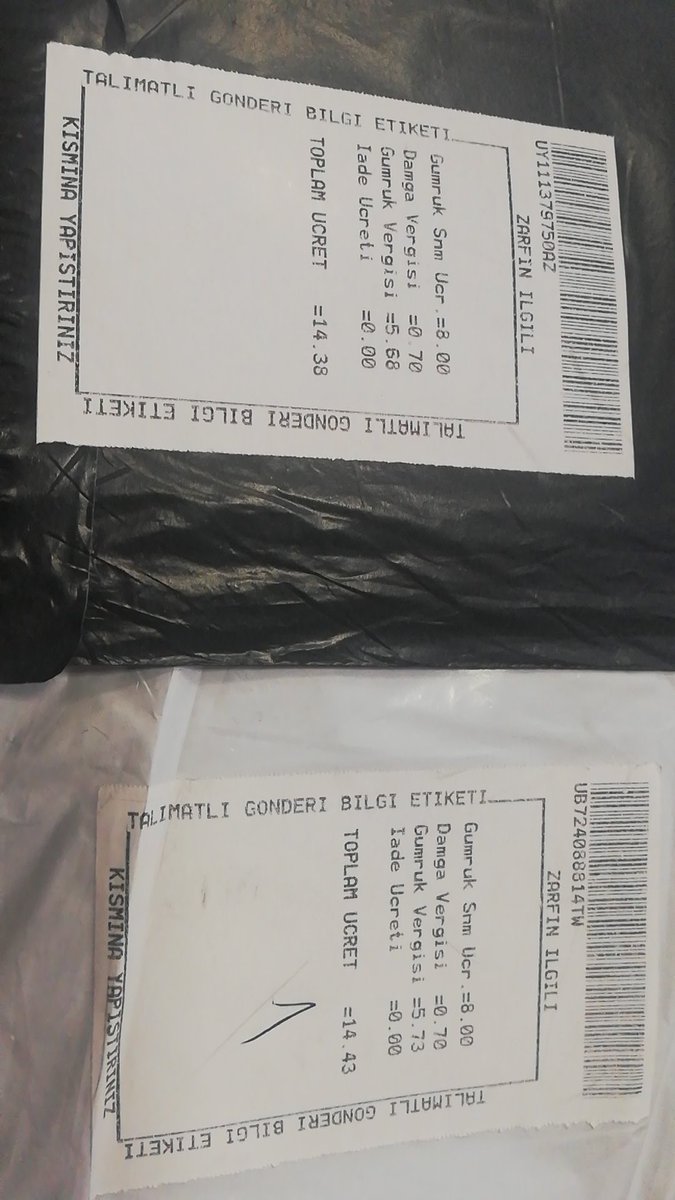 UY111379750AZ
ZARFIN ILGILI
TALIMATLI GONDERI BILGI ETIKETI
Gumruk Snm Ucr.=8.00
Damga Vergisi =0.70
Gumruk Vergisi =5.68
Iade Ucreti =0.00
TOPLAM UCRET =14.38
TALIMATLI GONDERI BILGI ETIKETI
KISMINA YAPISTIRINIZ
UB724088814TW
ZARFIN ILGILI
TALIMATLI GONDERI BILGI ETIKETI
Gumruk Snm Ucr.=8.00
Damga Vergisi =0.70
Gumruk Vergisi =5.73
Iade Ucreti =0.00
TOPLAM UCRET =14.43
TALIMATLI GONDERI BILGI ETIKETI
KISMINA YAPISTIRINIZ